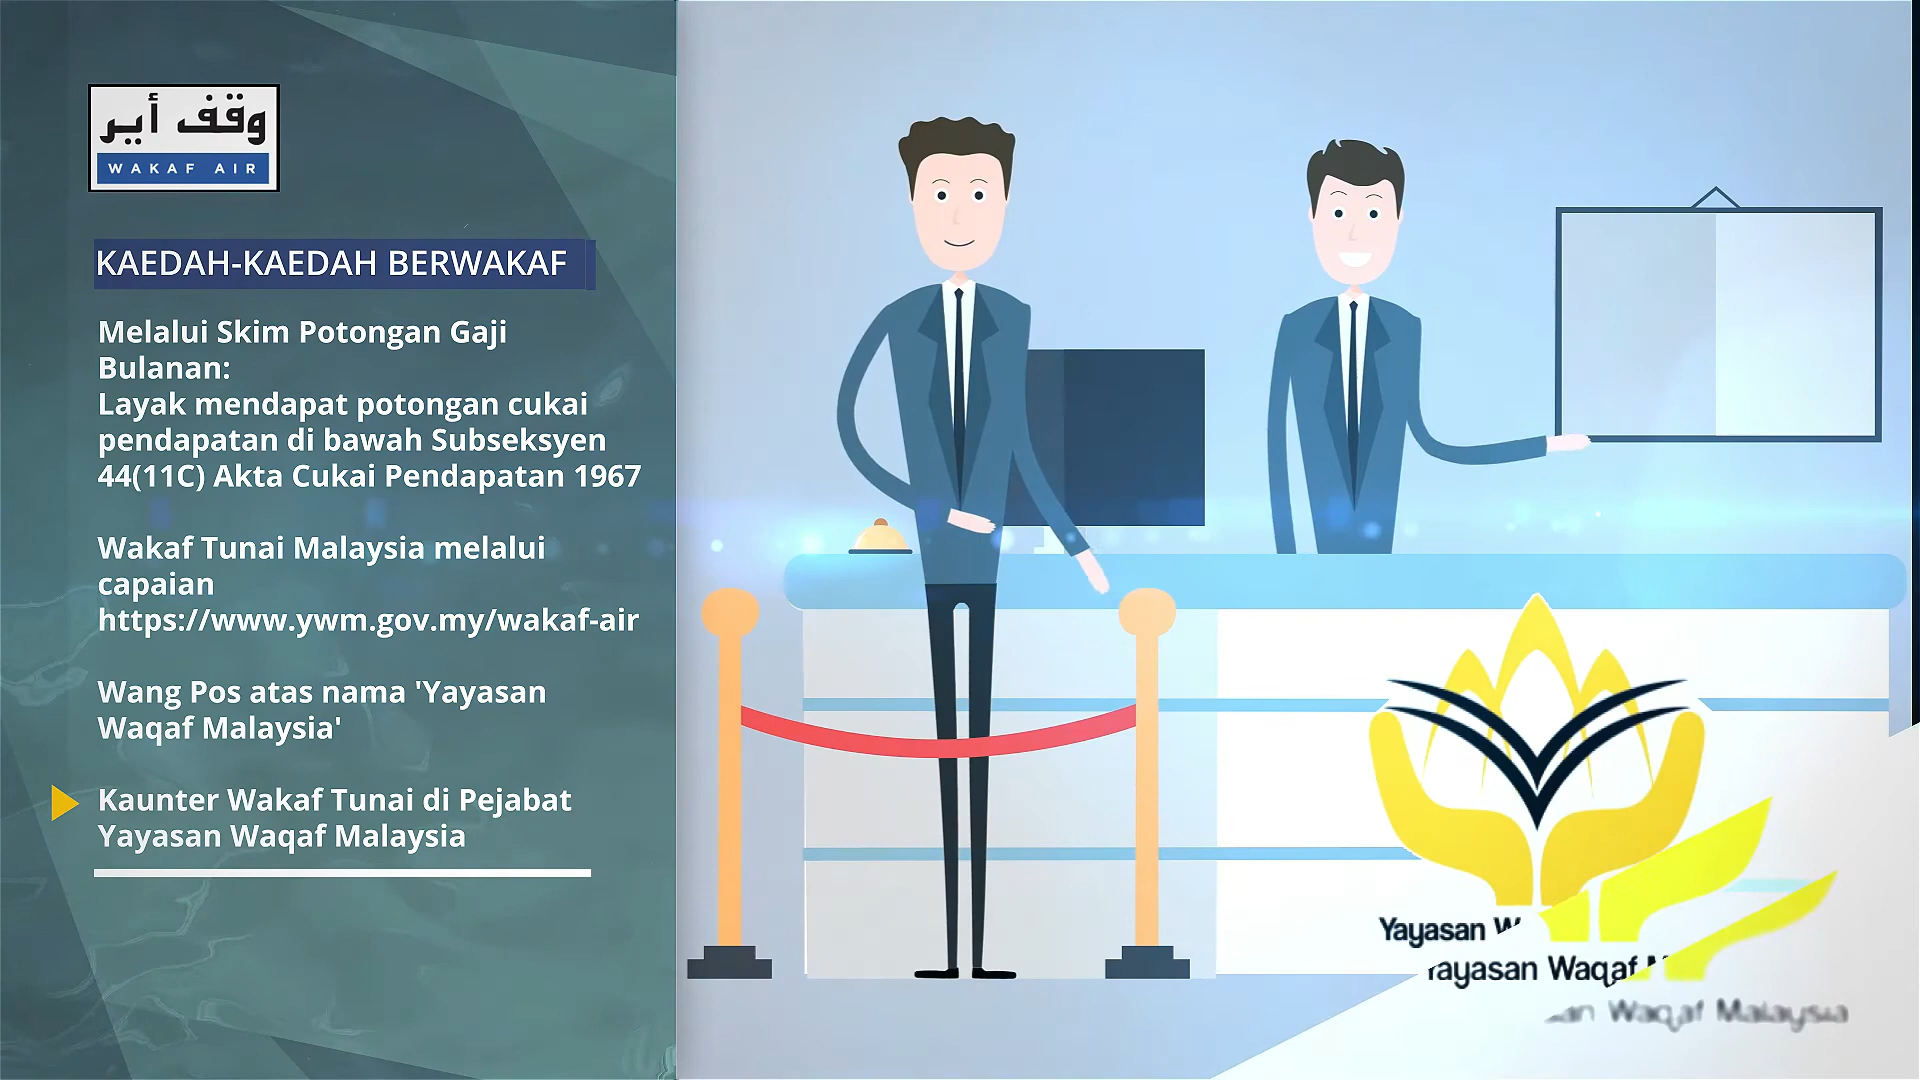 وقف أير
WAKAF AIR
KAEDAH-KAEDAH BERWAKAF
Melalui Skim Potongan Gaji
Bulanan:
Layak mendapat potongan cukai
pendapatan di bawah Subseksyen
44(11C) Akta Cukai Pendapatan 1967
Wakaf Tunai Malaysia melalui
capaian
https://www.ywm.gov.my/wakaf-air
Wang Pos atas nama 'Yayasan
Waqaf Malaysia'
Kaunter Wakaf Tunai di Pejabat
Yayasan Waqaf Malaysia
Yayasan
Yayasan Waqaf
Waqaf Malaysia